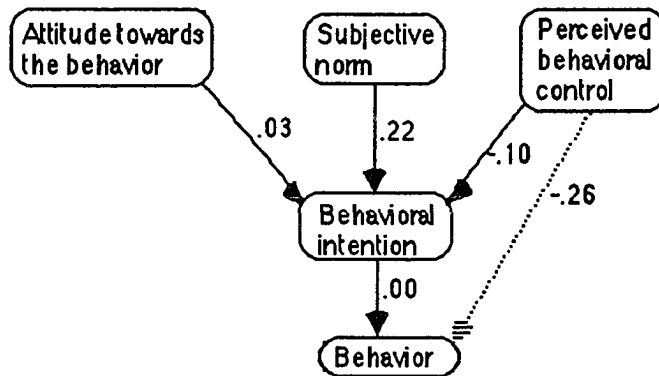 Attitude towards
the behavior
Subjective
norm
Perceived
behavioral
control
.03
.22
-.10
-.26
Behavioral
intention
.00
Behavior